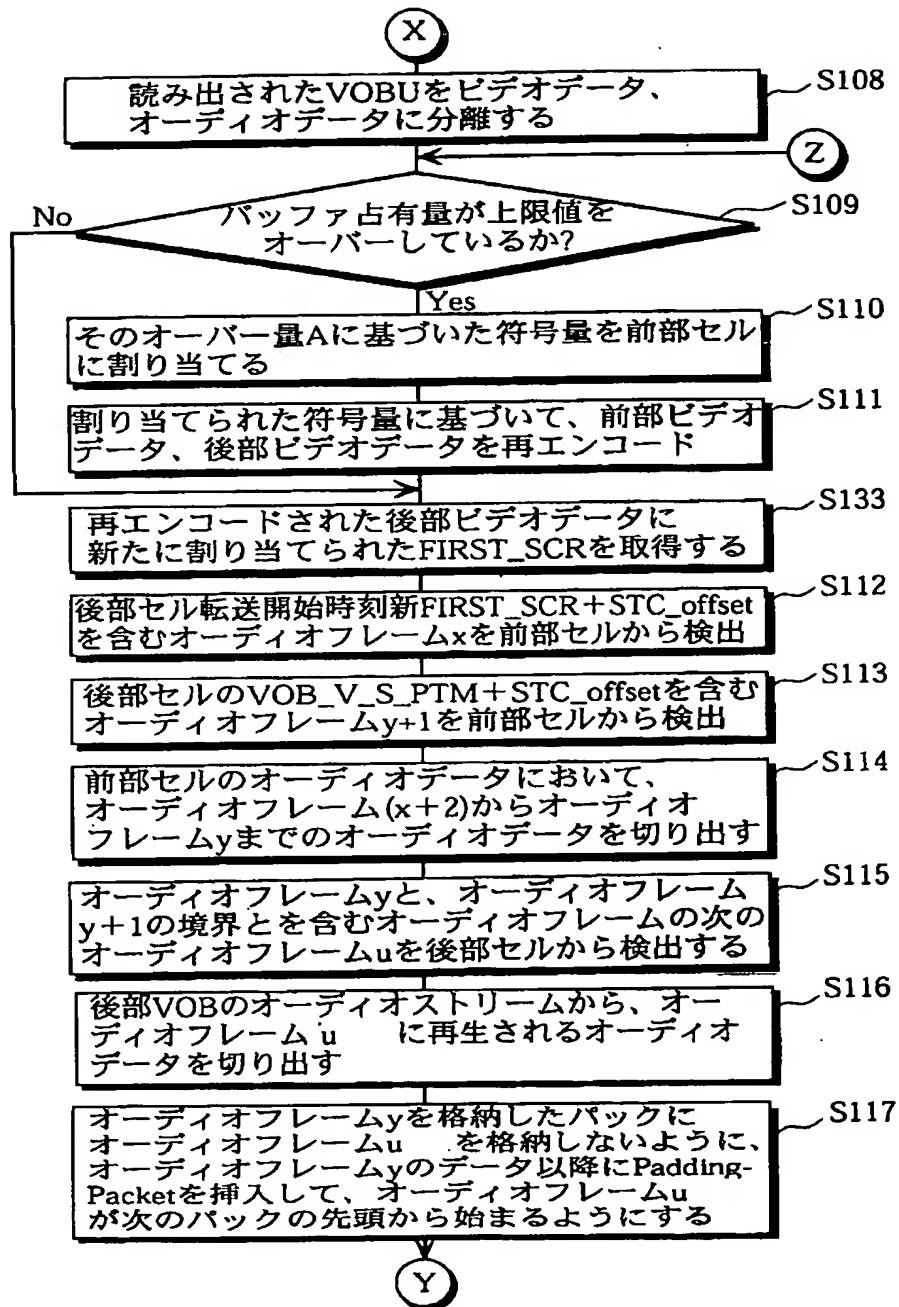 X
読み出されたVOBUをビデオデータ、
オーディオデータに分離する
S108
Z
バッファ占有量が上限値を
オーバーしているか?
S109
No
Yes
そのオーバー量Aに基づいた符号量を前部セル
に割り当てる
S110
割り当てられた符号量に基づいて、前部ビデオ
データ、後部ビデオデータを再エンコード
S111
再エンコードされた後部ビデオデータに
新たに割り当てられたFIRST_SCRを取得する
S133
後部セル転送開始時刻新FIRST_SCR+STC_offset
を含むオーディオフレームxを前部セルから検出
S112
後部セルのVOB_V_S_PTM+STC_offsetを含む
オーディオフレームy+1を前部セルから検出
S113
前部セルのオーディオデータにおいて、
オーディオフレーム(x+2)からオーディオ
フレームyまでのオーディオデータを切り出す
S114
オーディオフレームyと、オーディオフレーム
y+1の境界とを含むオーディオフレームの次の
オーディオフレームuを後部セルから検出する
S115
後部VOBのオーディオストリームから、オー
ディオフレーム u に再生されるオーディオ
データを切り出す
S116
オーディオフレームyを格納したパックに
オーディオフレームu を格納しないように、
オーディオフレームyのデータ以降にPadding-
Packetを挿入して、オーディオフレームu
が次のパックの先頭から始まるようにする
S117
Y